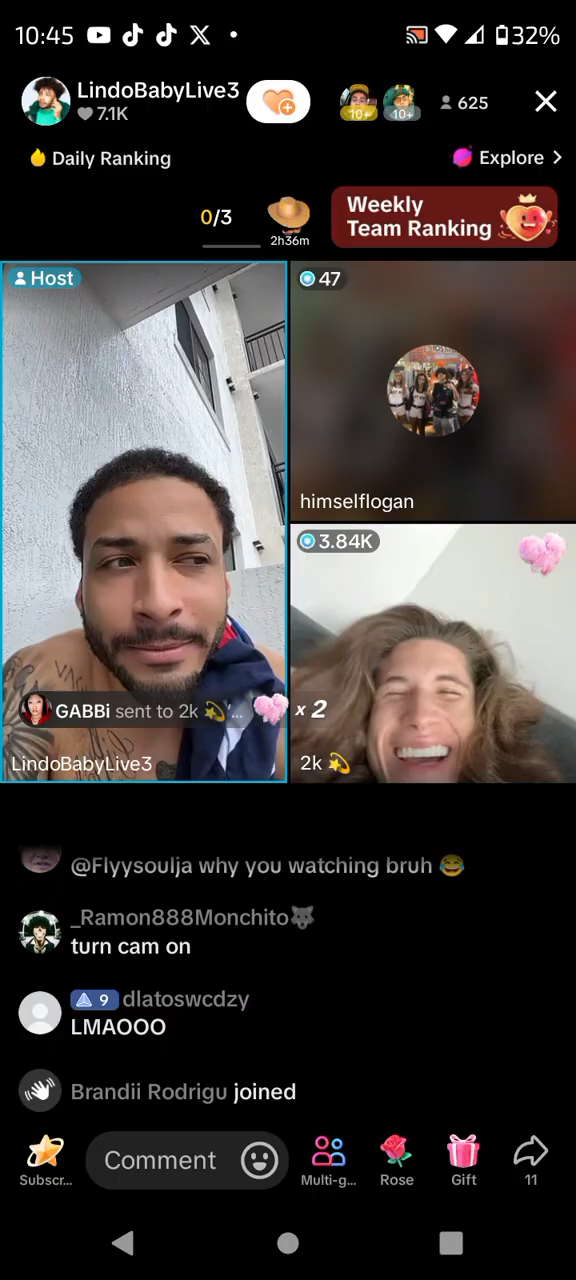 10:45
32%
LindoBabyLive3
7.1K
10+
10+
625
Daily Ranking
Explore
0/3
2h36m
Weekly
Team Ranking
Host
47
himselflogan
3.84K
GABBi sent to 2k 💫 ...
x 2
LindoBabyLive3
2k 💫
@Flyysoulja why you watching bruh 😂
_Ramon888Monchito🐺
turn cam on
9 dlatoswcdzy
LMAOOO
Brandii Rodrigu joined
Subscr...
Comment
Multi-g...
Rose
Gift
11